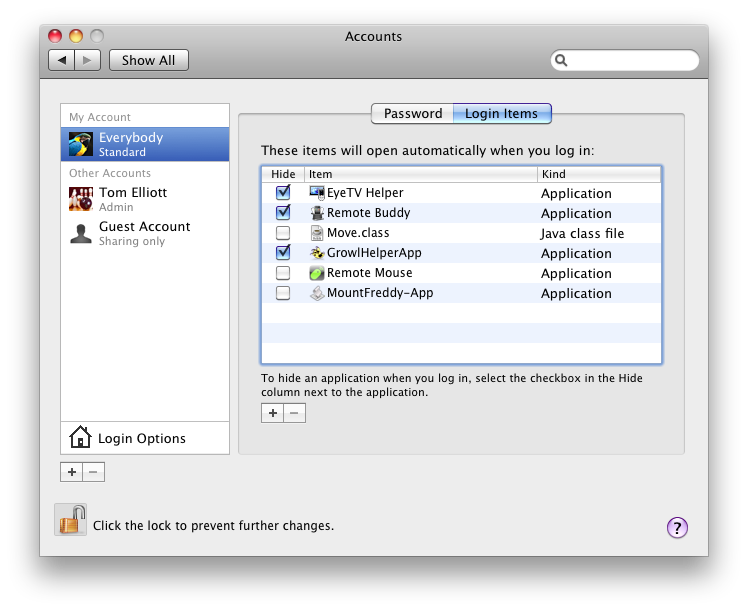 Accounts
Show All
My Account
Everybody
Standard
Other Accounts
Tom Elliott
Admin
Guest Account
Sharing only
Login Options
+ −
Password Login Items
These items will open automatically when you log in:
Hide Item Kind
EyeTV Helper Application
Remote Buddy Application
Move.class Java class file
GrowlHelperApp Application
Remote Mouse Application
MountFreddy-App Application
To hide an application when you log in, select the checkbox in the Hide
column next to the application.
+ −
Click the lock to prevent further changes.
?